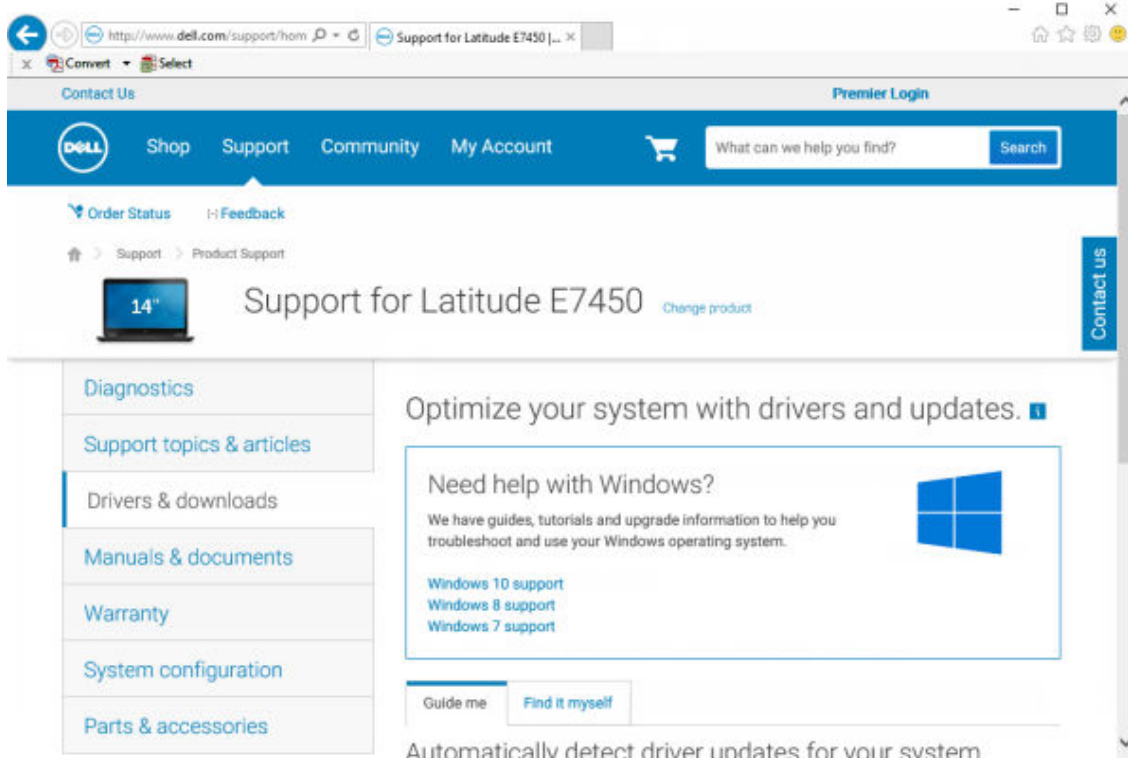 http://www.dell.com/support/hom
Support for Latitude E7450 |... ×
x Convert Select
Contact Us Premier Login
DELL Shop Support Community My Account What can we help you find? Search
Order Status [-] Feedback
Support > Product Support
Contact us
14"
Support for Latitude E7450 Change product
Diagnostics
Support topics & articles
Drivers & downloads
Manuals & documents
Warranty
System configuration
Parts & accessories
Optimize your system with drivers and updates.
Need help with Windows?
We have guides, tutorials and upgrade information to help you
troubleshoot and use your Windows operating system.
Windows 10 support
Windows 8 support
Windows 7 support
Guide me Find it myself
Automatically detect driver updates for your system